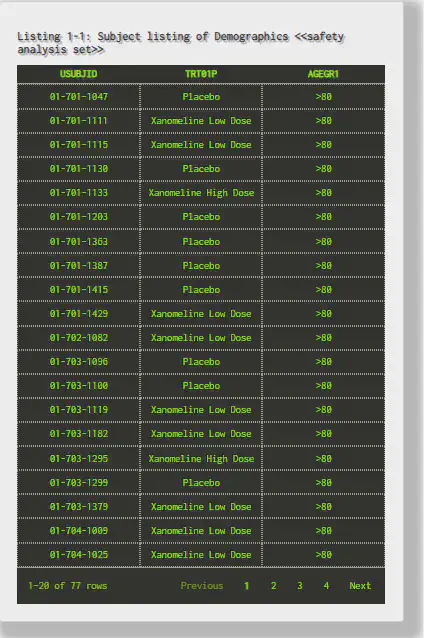 Listing 1-1: Subject listing of Demographics <<safety
analysis set>>
USUBJID TRT01P AGEGR1
01-701-1047 Placebo >80
01-701-1111 Xanomeline Low Dose >80
01-701-1115 Xanomeline Low Dose >80
01-701-1130 Placebo >80
01-701-1133 Xanomeline High Dose >80
01-701-1203 Placebo >80
01-701-1363 Placebo >80
01-701-1387 Placebo >80
01-701-1415 Placebo >80
01-701-1429 Xanomeline Low Dose >80
01-702-1082 Xanomeline Low Dose >80
01-703-1096 Placebo >80
01-703-1100 Placebo >80
01-703-1119 Xanomeline Low Dose >80
01-703-1182 Xanomeline Low Dose >80
01-703-1295 Xanomeline High Dose >80
01-703-1299 Placebo >80
01-703-1379 Xanomeline Low Dose >80
01-704-1009 Xanomeline Low Dose >80
01-704-1025 Xanomeline Low Dose >80
1-20 of 77 rows Previous 1 2 3 4 Next